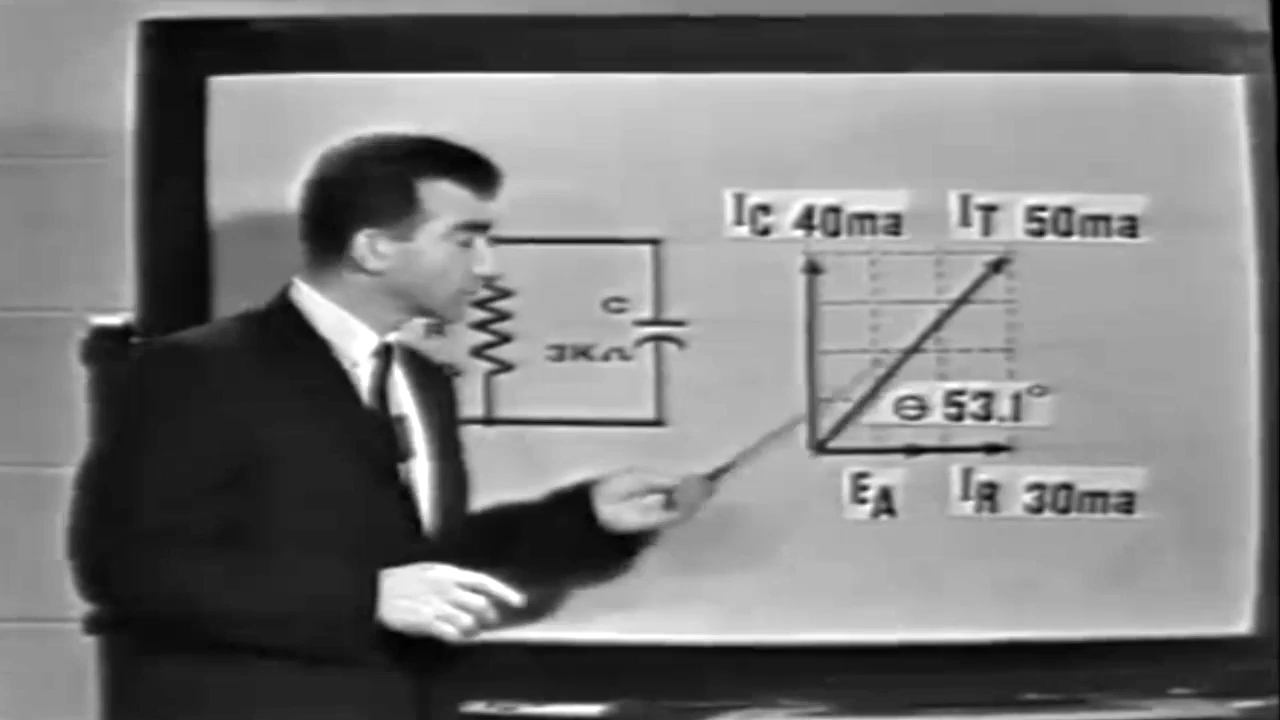 IC 40ma
IT 50ma
C
3KΩ
θ 53.1°
EA
IR 30ma